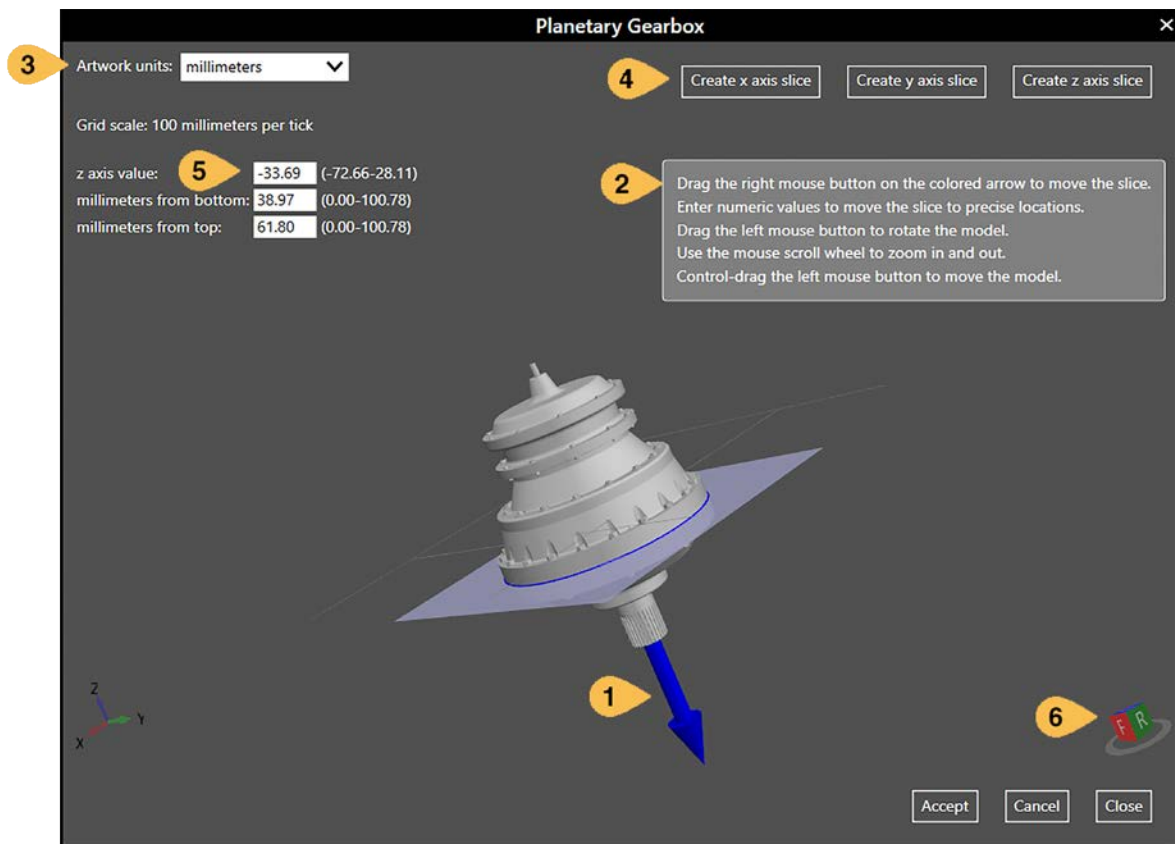 Planetary Gearbox
×
3
Artwork units: millimeters
4
Create x axis slice
Create y axis slice
Create z axis slice
Grid scale: 100 millimeters per tick
z axis value: 5 -33.69 (-72.66-28.11)
millimeters from bottom: 38.97 (0.00-100.78)
millimeters from top: 61.80 (0.00-100.78)
2
Drag the right mouse button on the colored arrow to move the slice.
Enter numeric values to move the slice to precise locations.
Drag the left mouse button to rotate the model.
Use the mouse scroll wheel to zoom in and out.
Control-drag the left mouse button to move the model.
1
Z
Y
X
6
F
R
Accept
Cancel
Close